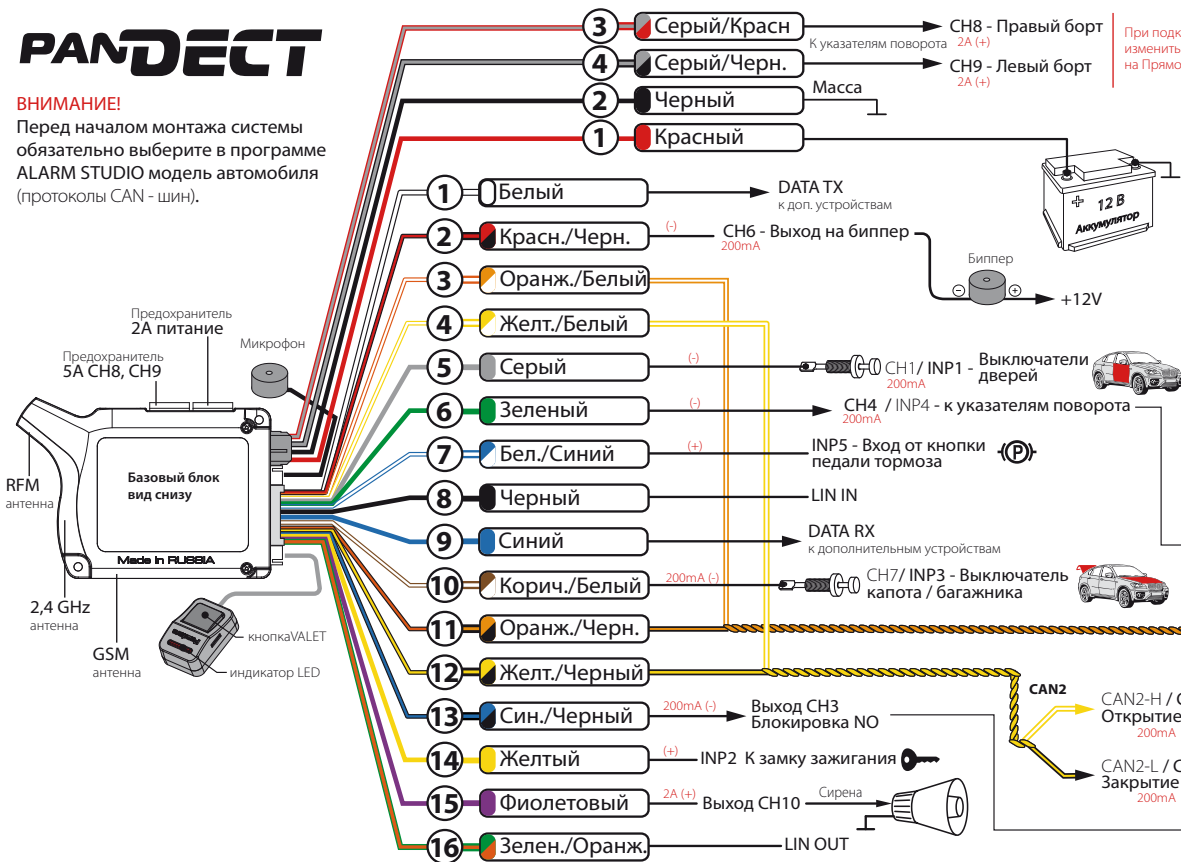 PANDECT
ВНИМАНИЕ!
Перед началом монтажа системы
обязательно выберите в программе
ALARM STUDIO модель автомобиля
(протоколы CAN - шин).
3 Серый/Красн
К указателям поворота
CH8 - Правый борт
2A (+)
4 Серый/Черн.
CH9 - Левый борт
2A (+)
При подк
изменить
на Прямо
2 Черный
Масса
1 Красный
+ 12 В
Аккумулятор
1 Белый
DATA TX
к доп. устройствам
2 Красн./Черн.
(-)
CH6 - Выход на биппер
200mA
Биппер
- +
+12V
3 Оранж./Белый
4 Желт./Белый
5 Серый
(-)
CH1/ INP1 - Выключатели
дверей
200mA
6 Зеленый
(-)
CH4 / INP4 - к указателям поворота
200mA
7 Бел./Синий
(+)
INP5 - Вход от кнопки
педали тормоза
(P)
8 Черный
LIN IN
9 Синий
DATA RX
к дополнительным устройствам
10 Корич./Белый
200mA (-)
CH7/ INP3 - Выключатель
капота / багажника
11 Оранж./Черн.
12 Желт./Черный
CAN2
CAN2-H / C
Открытие
200mA
CAN2-L / C
Закрытие
200mA
13 Син./Черный
200mA (-)
Выход CH3
Блокировка NO
14 Желтый
(+)
INP2 К замку зажигания
15 Фиолетовый
2A (+)
Выход CH10
Сирена
16 Зелен./Оранж.
LIN OUT
Предохранитель
2А питание
Предохранитель
5А CH8, CH9
Микрофон
Базовый блок
вид снизу
Made in RUSSIA
RFM
антенна
2,4 GHz
антенна
GSM
антенна
кнопкаVALET
индикатор LED